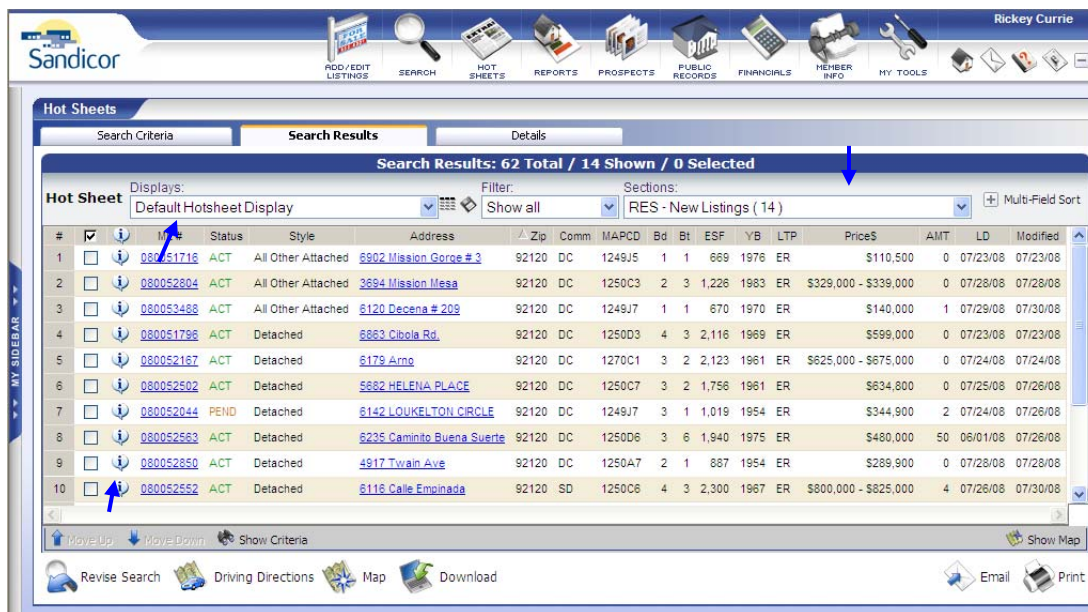 Rickey Currie
Sandicor
ADD/EDIT LISTINGS SEARCH HOT SHEETS REPORTS PROSPECTS PUBLIC RECORDS FINANCIALS MEMBER INFO MY TOOLS
Hot Sheets
Search Criteria Search Results Details
Search Results: 62 Total / 14 Shown / 0 Selected
Hot Sheet Displays: Filter: Sections:
Default Hotsheet Display Show all RES - New Listings ( 14 ) Multi-Field Sort
# Status Style Address Zip Comm MAPCD Bd Bt ESF YB LTP Price$ AMT LD Modified
1 080051716 ACT All Other Attached 6902 Mission Gorge # 3 92120 DC 1249J5 1 1 669 1976 ER $110,500 0 07/23/08 07/23/08
2 080052804 ACT All Other Attached 3694 Mission Mesa 92120 DC 1250C3 2 3 1,226 1983 ER $329,000 - $339,000 0 07/28/08 07/28/08
3 080053488 ACT All Other Attached 6120 Decena # 209 92120 DC 1249J7 1 1 670 1970 ER $140,000 1 07/29/08 07/30/08
4 080051796 ACT Detached 6863 Cibola Rd. 92120 DC 1250D3 4 3 2,116 1969 ER $599,000 0 07/23/08 07/23/08
5 080052167 ACT Detached 6179 Arno 92120 DC 1270C1 3 2 2,123 1961 ER $625,000 - $675,000 0 07/24/08 07/24/08
6 080052502 ACT Detached 5682 HELENA PLACE 92120 DC 1250C7 3 2 1,756 1961 ER $634,800 0 07/25/08 07/26/08
7 080052044 PEND Detached 6142 LOUKELTON CIRCLE 92120 DC 1249J7 3 1 1,019 1954 ER $344,900 2 07/24/08 07/26/08
8 080052563 ACT Detached 6235 Caminito Buena Suerte 92120 DC 1250D6 3 6 1,940 1975 ER $480,000 50 06/01/08 07/26/08
9 080052850 ACT Detached 4917 Twain Ave 92120 DC 1250A7 2 1 887 1954 ER $289,900 0 07/28/08 07/28/08
10 080052552 ACT Detached 6116 Calle Empinada 92120 SD 1250C6 4 3 2,300 1967 ER $800,000 - $825,000 4 07/26/08 07/30/08
Move Up Move Down Show Criteria Show Map
Revise Search Driving Directions Map Download Email Print
MY SIDEBAR